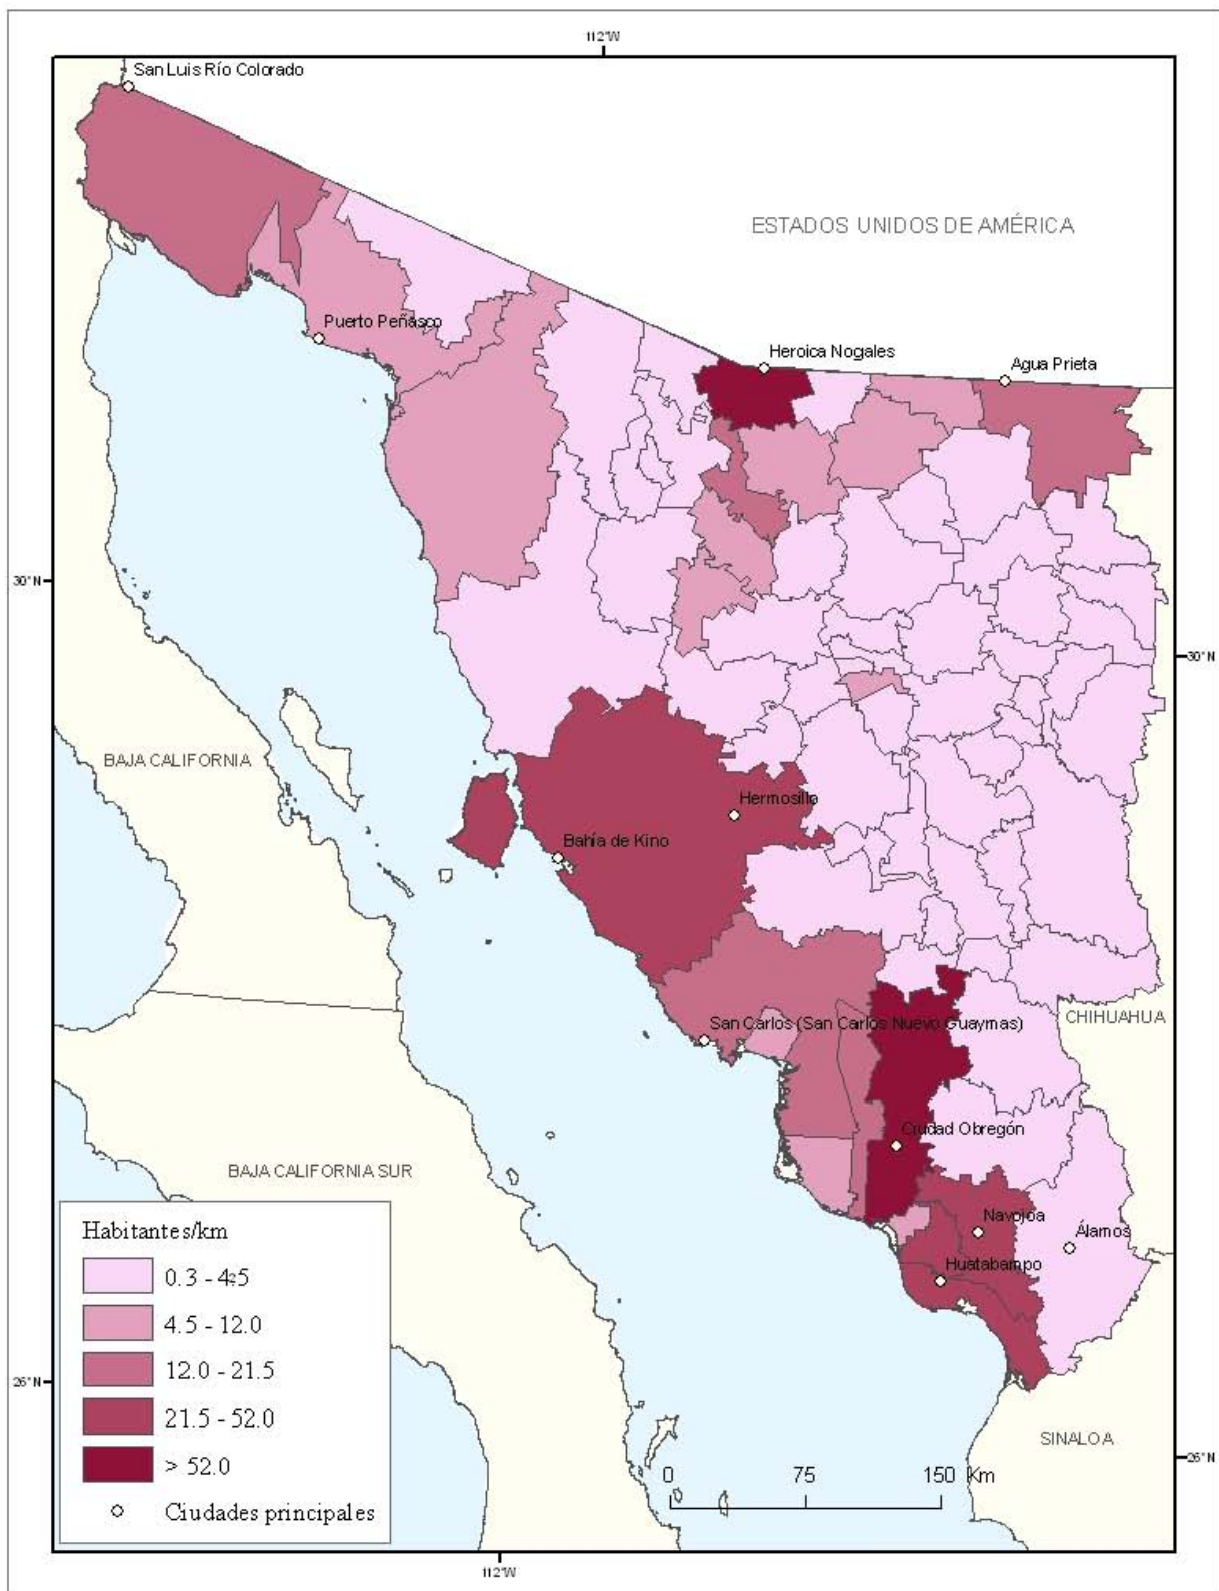 112°W
San Luis Río Colorado
ESTADOS UNIDOS DE AMÉRICA
Puerto Peñasco
Heroica Nogales
Agua Prieta
30°N
30°N
BAJA CALIFORNIA
Hermosillo
Bahía de Kino
CHIHUAHUA
San Carlos (San Carlos Nuevo Guaymas)
Ciudad Obregón
BAJA CALIFORNIA SUR
Navojoa
Álamos
Huatabampo
Habitantes/km
0.3 - 4.5
2
4.5 - 12.0
12.0 - 21.5
21.5 - 52.0
> 52.0
Ciudades principales
26°N
SINALOA
26°N
0 75 150 Km
112°W